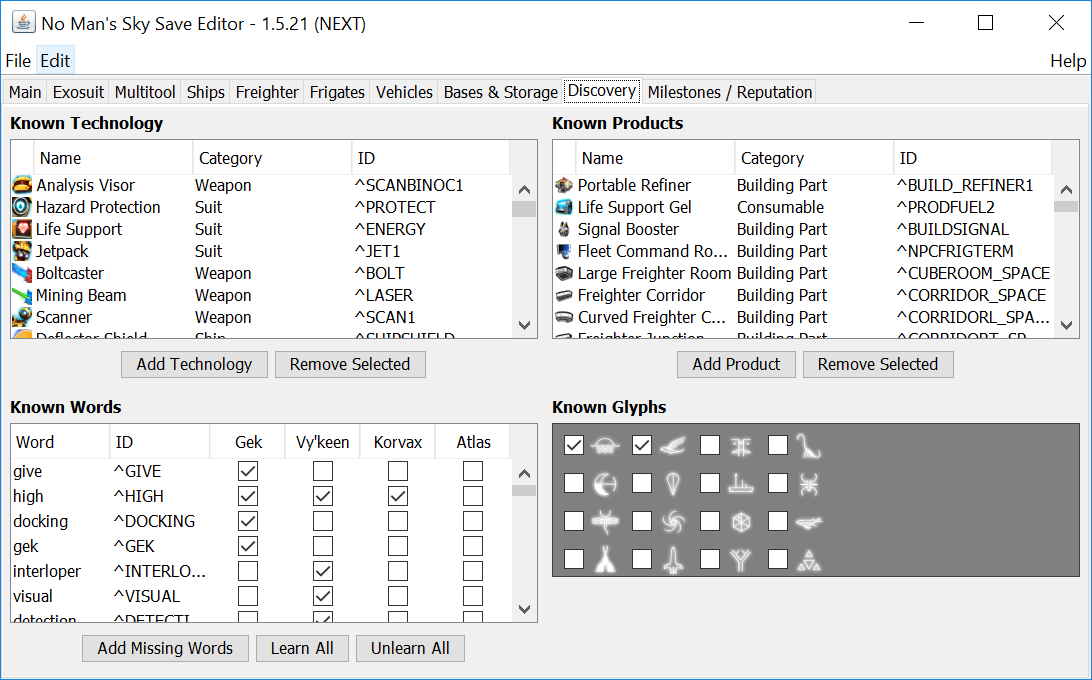 No Man's Sky Save Editor - 1.5.21 (NEXT)
File Edit Help
Main Exosuit Multitool Ships Freighter Frigates Vehicles Bases & Storage Discovery Milestones / Reputation
Known Technology
Name Category ID
Analysis Visor Weapon ^SCANBINOC1
Hazard Protection Suit ^PROTECT
Life Support Suit ^ENERGY
Jetpack Suit ^JET1
Boltcaster Weapon ^BOLT
Mining Beam Weapon ^LASER
Scanner Weapon ^SCAN1
Deflector Shield Ship ^SHIPSHIELD
Add Technology Remove Selected
Known Products
Name Category ID
Portable Refiner Building Part ^BUILD_REFINER1
Life Support Gel Consumable ^PRODFUEL2
Signal Booster Building Part ^BUILDSIGNAL
Fleet Command Ro... Building Part ^NPCFRIGTERM
Large Freighter Room Building Part ^CUBEROOM_SPACE
Freighter Corridor Building Part ^CORRIDOR_SPACE
Curved Freighter C... Building Part ^CORRIDORL_SPA...
Freighter Junction Building Part ^CORRIDORT_SP...
Add Product Remove Selected
Known Words
Word ID Gek Vy'keen Korvax Atlas
give ^GIVE
high ^HIGH
docking ^DOCKING
gek ^GEK
interloper ^INTERLO...
visual ^VISUAL
detection ^DETECTI...
Add Missing Words Learn All Unlearn All
Known Glyphs